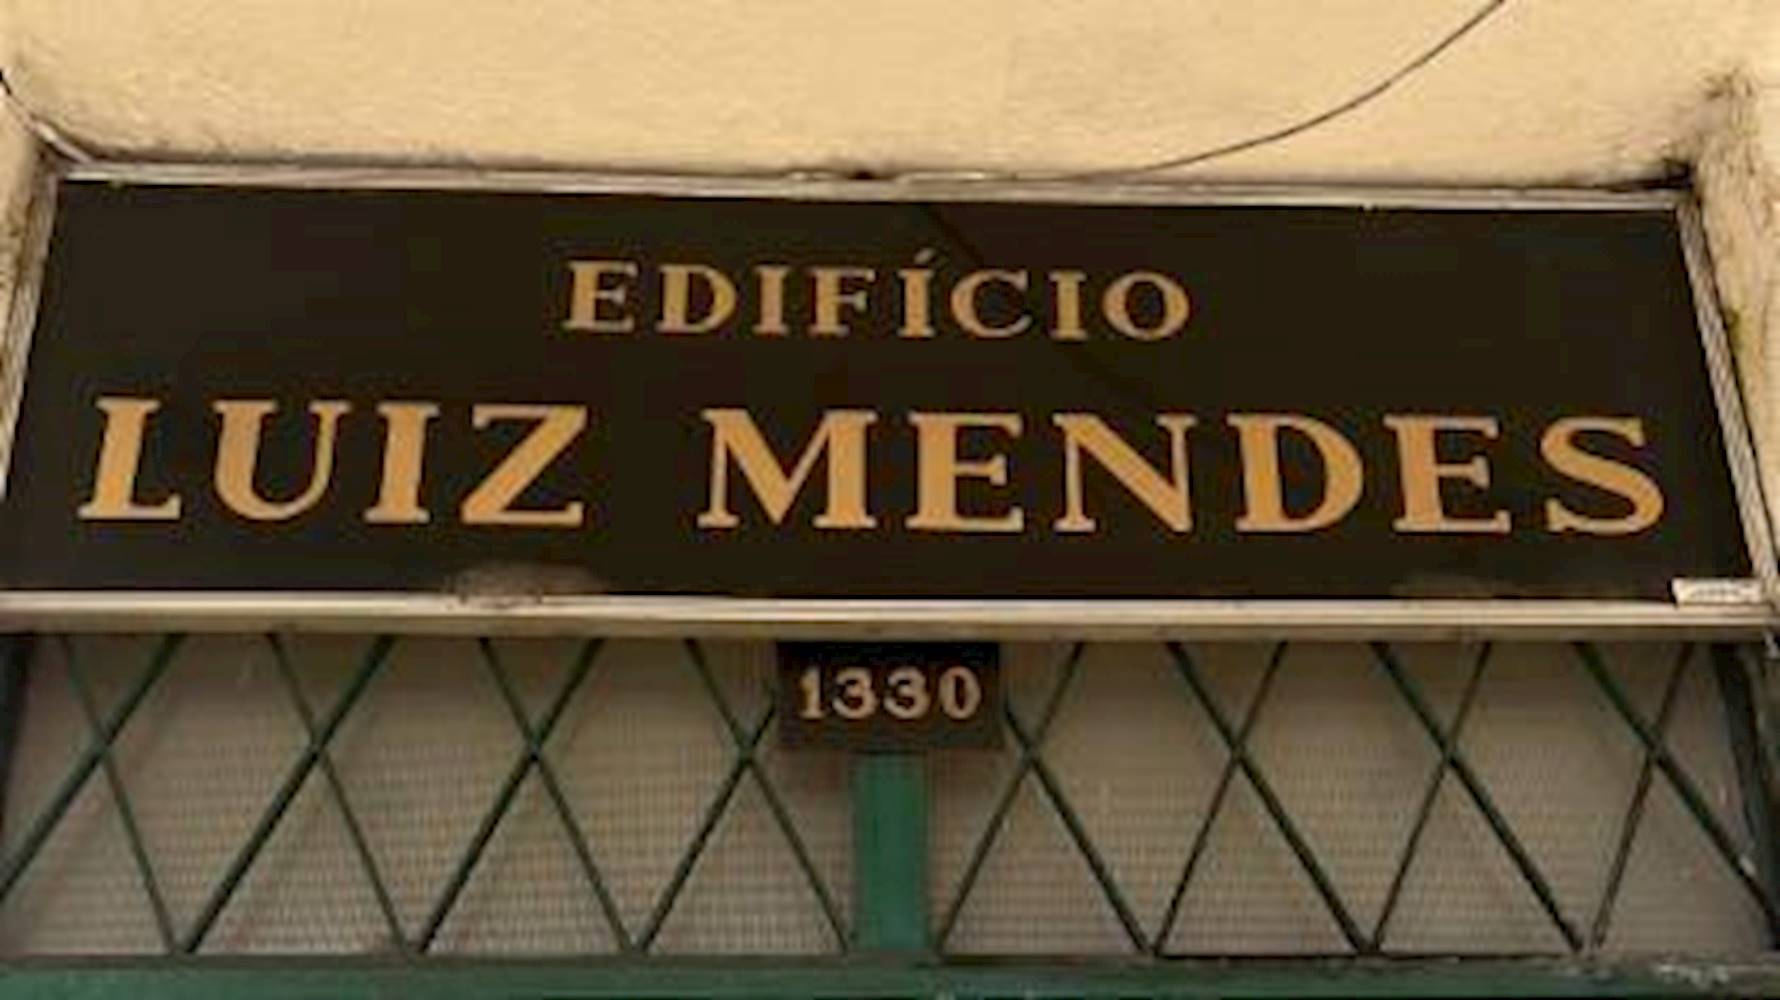 EDIFÍCIO
LUIZ MENDES
1330